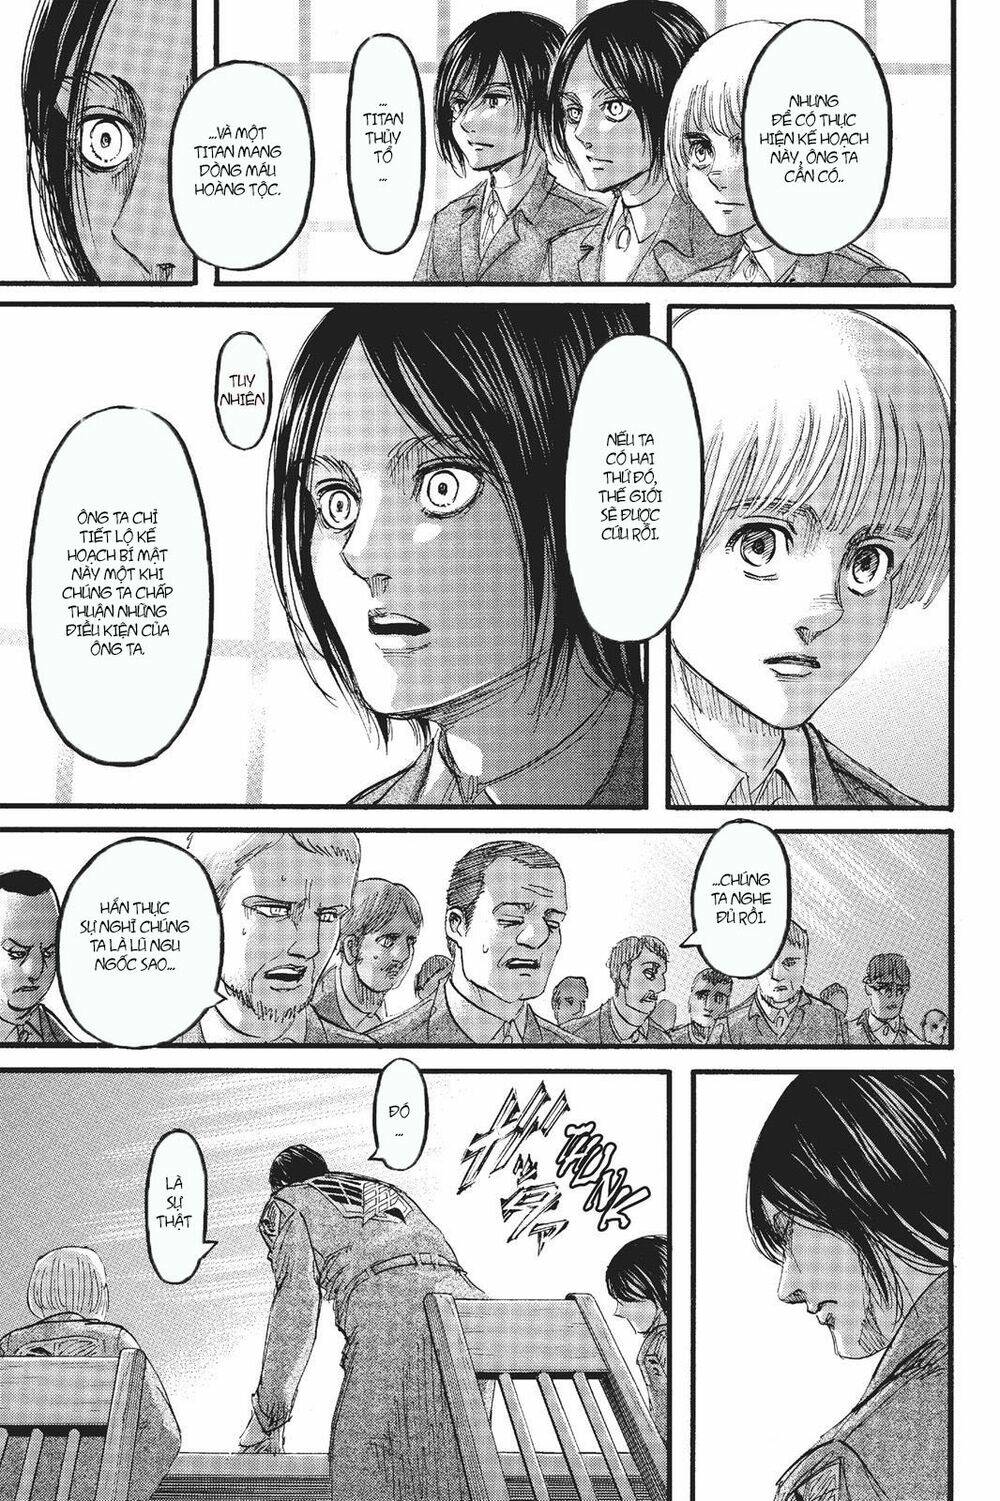 NHƯNG
ĐỂ CÓ THỰC
HIỆN KẾ HOẠCH
NÀY, ÔNG TA
CẦN CÓ..
...
TITAN
THỦY
TỔ
...
...VÀ MỘT
TITAN MANG
DÒNG MÁU
HOÀNG TỘC.
NẾU TA
CÓ HAI
THỨ ĐÓ,
THẾ GIỚI
SẼ ĐƯỢC
CỨU RỖI.
TUY
NHIÊN
ÔNG TA CHỈ
TIẾT LỘ KẾ
HOẠCH BÍ MẬT
NÀY MỘT KHI
CHÚNG TA CHẤP
THUẬN NHỮNG
ĐIỀU KIỆN CỦA
ÔNG TA.
...CHÚNG
TA NGHE
ĐỦ RỒI.
HẮN THỰC
SỰ NGHĨ CHÚNG
TA LÀ LŨ NGU
NGỐC SAO...
ĐÓ
...
LÀ
SỰ
THẬT
ガタッ
THUNK